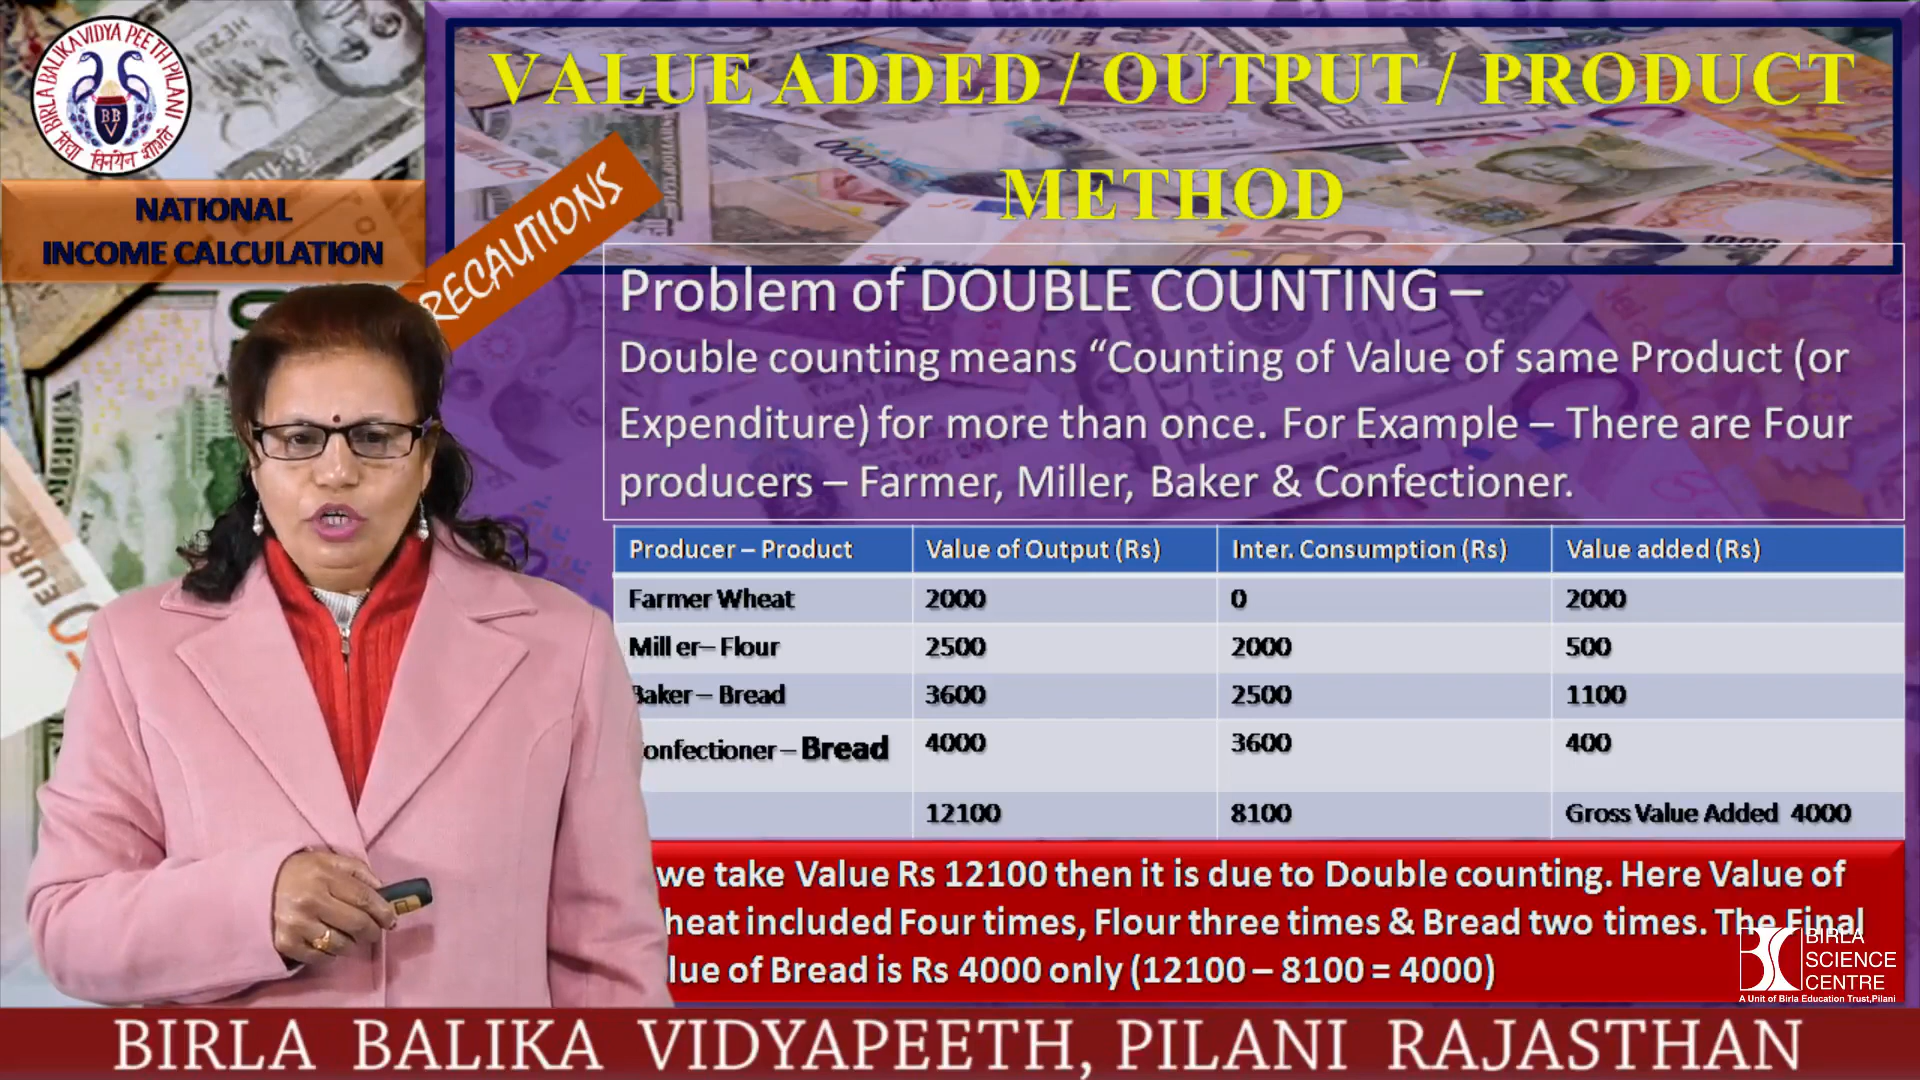 BIRLA BALIKA VIDYA PEETH PILANI
BB
V
विद्या विनयेन शोभते
NATIONAL
INCOME CALCULATION
VALUE ADDED / OUTPUT / PRODUCT
METHOD
RECAUTIONS
Problem of DOUBLE COUNTING –
Double counting means “Counting of Value of same Product (or
Expenditure) for more than once. For Example – There are Four
producers – Farmer, Miller, Baker & Confectioner.
Producer – Product Value of Output (Rs) Inter. Consumption (Rs) Value added (Rs)
Farmer Wheat 2000 0 2000
Mill er– Flour 2500 2000 500
Baker – Bread 3600 2500 1100
onfectioner – Bread 4000 3600 400
12100 8100 Gross Value Added 4000
we take Value Rs 12100 then it is due to Double counting. Here Value of
heat included Four times, Flour three times & Bread two times. The Final
lue of Bread is Rs 4000 only (12100 – 8100 = 4000)
BIRLA
SCIENCE
CENTRE
A Unit of Birla Education Trust,Pilani
BIRLA BALIKA VIDYAPEETH, PILANI RAJASTHAN